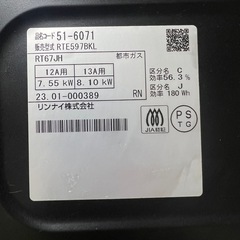 品名コード 51-6071
販売型式 RTE597BKL
RT67JH 都市ガス
12A用 13A用
7.55 kW 8.10 kW
区分名 C
効率56.3 %
区分名 J
効率 180 Wh
23.01-000389 RN
リンナイ株式会社
JIA認証
PS
TG